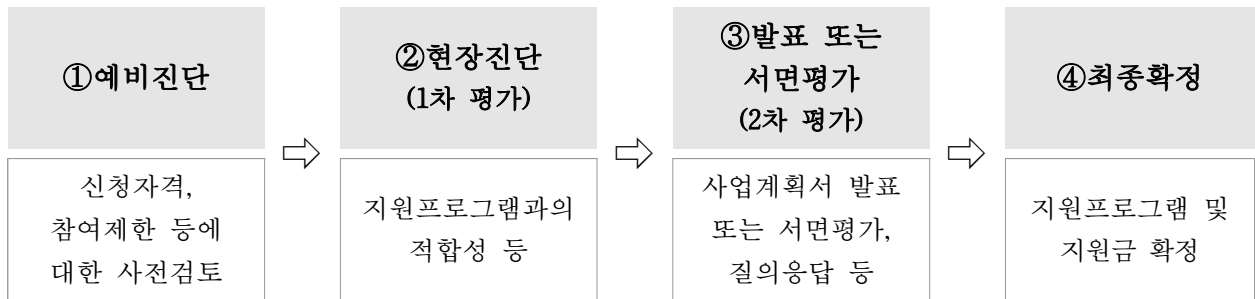 ①예비진단
②현장진단
(1차 평가)
③발표 또는
서면평가
(2차 평가)
④최종확정
신청자격,
참여제한 등에
대한 사전검토
지원프로그램과의
적합성 등
사업계획서 발표
또는 서면평가,
질의응답 등
지원프로그램 및
지원금 확정